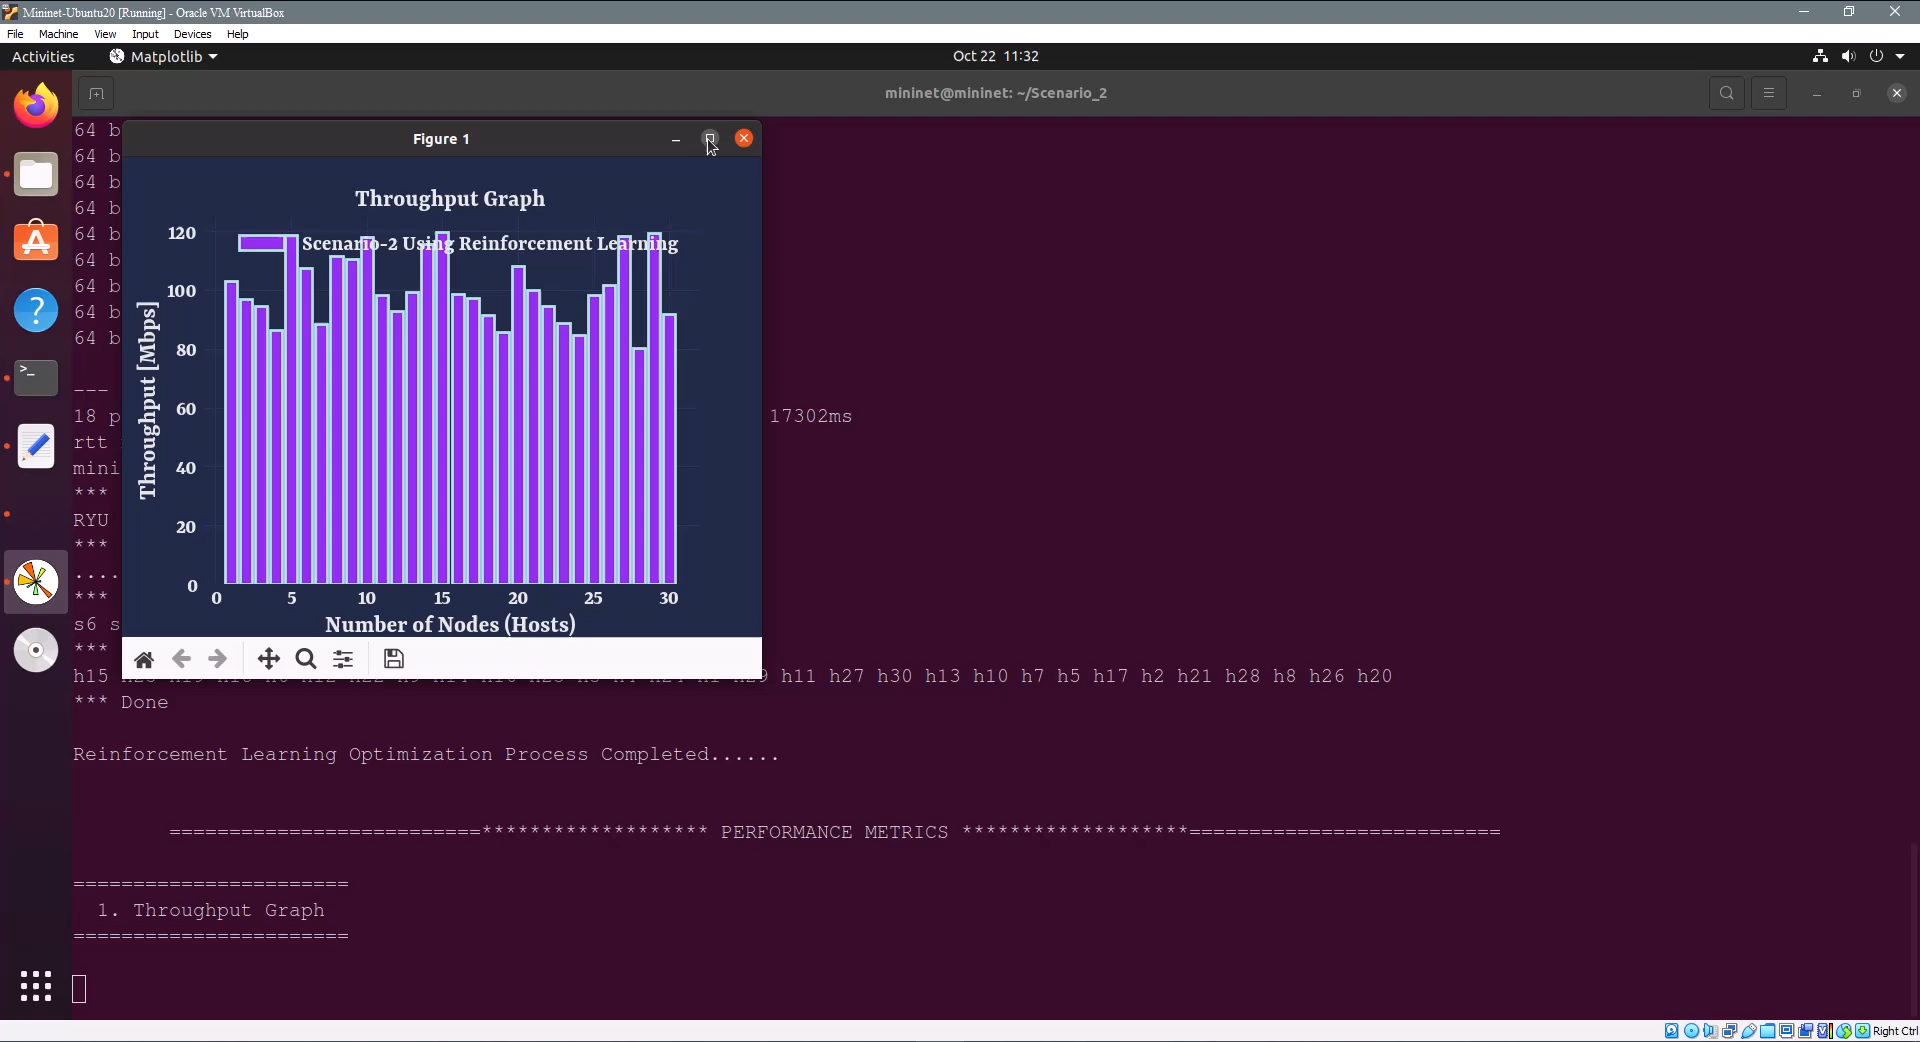 Mininet-Ubuntu20 [Running] - Oracle VM VirtualBox
File Machine View Input Devices Help
Activities Matplotlib Oct 22 11:32
mininet@mininet: ~/Scenario_2
64 b
64 b
64 b
64 b
64 b
64 b
64 b
64 b
64 b
---
18 p 17302ms
rtt
mini
***
RYU
***
....
***
s6 s
***
Figure 1
Throughput Graph
Scenario-2 Using Reinforcement Learning
Throughput [Mbps]
120
100
80
60
40
20
0
0 5 10 15 20 25 30
Number of Nodes (Hosts)
h15 h11 h27 h30 h13 h10 h7 h5 h17 h2 h21 h28 h8 h26 h20
*** Done
Reinforcement Learning Optimization Process Completed......
==========================******************* PERFORMANCE METRICS *******************==========================
=======================
1. Throughput Graph
=======================
Right Ctrl